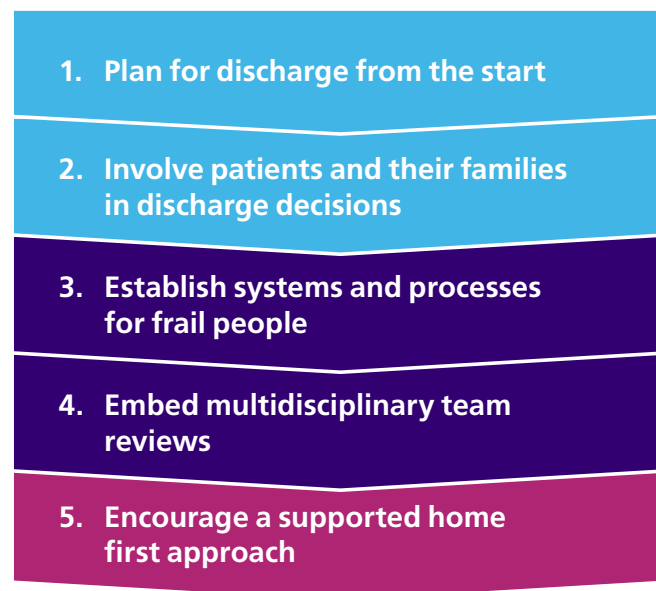 1. Plan for discharge from the start
2. Involve patients and their families
in discharge decisions
3. Establish systems and processes
for frail people
4. Embed multidisciplinary team
reviews
5. Encourage a supported home
first approach